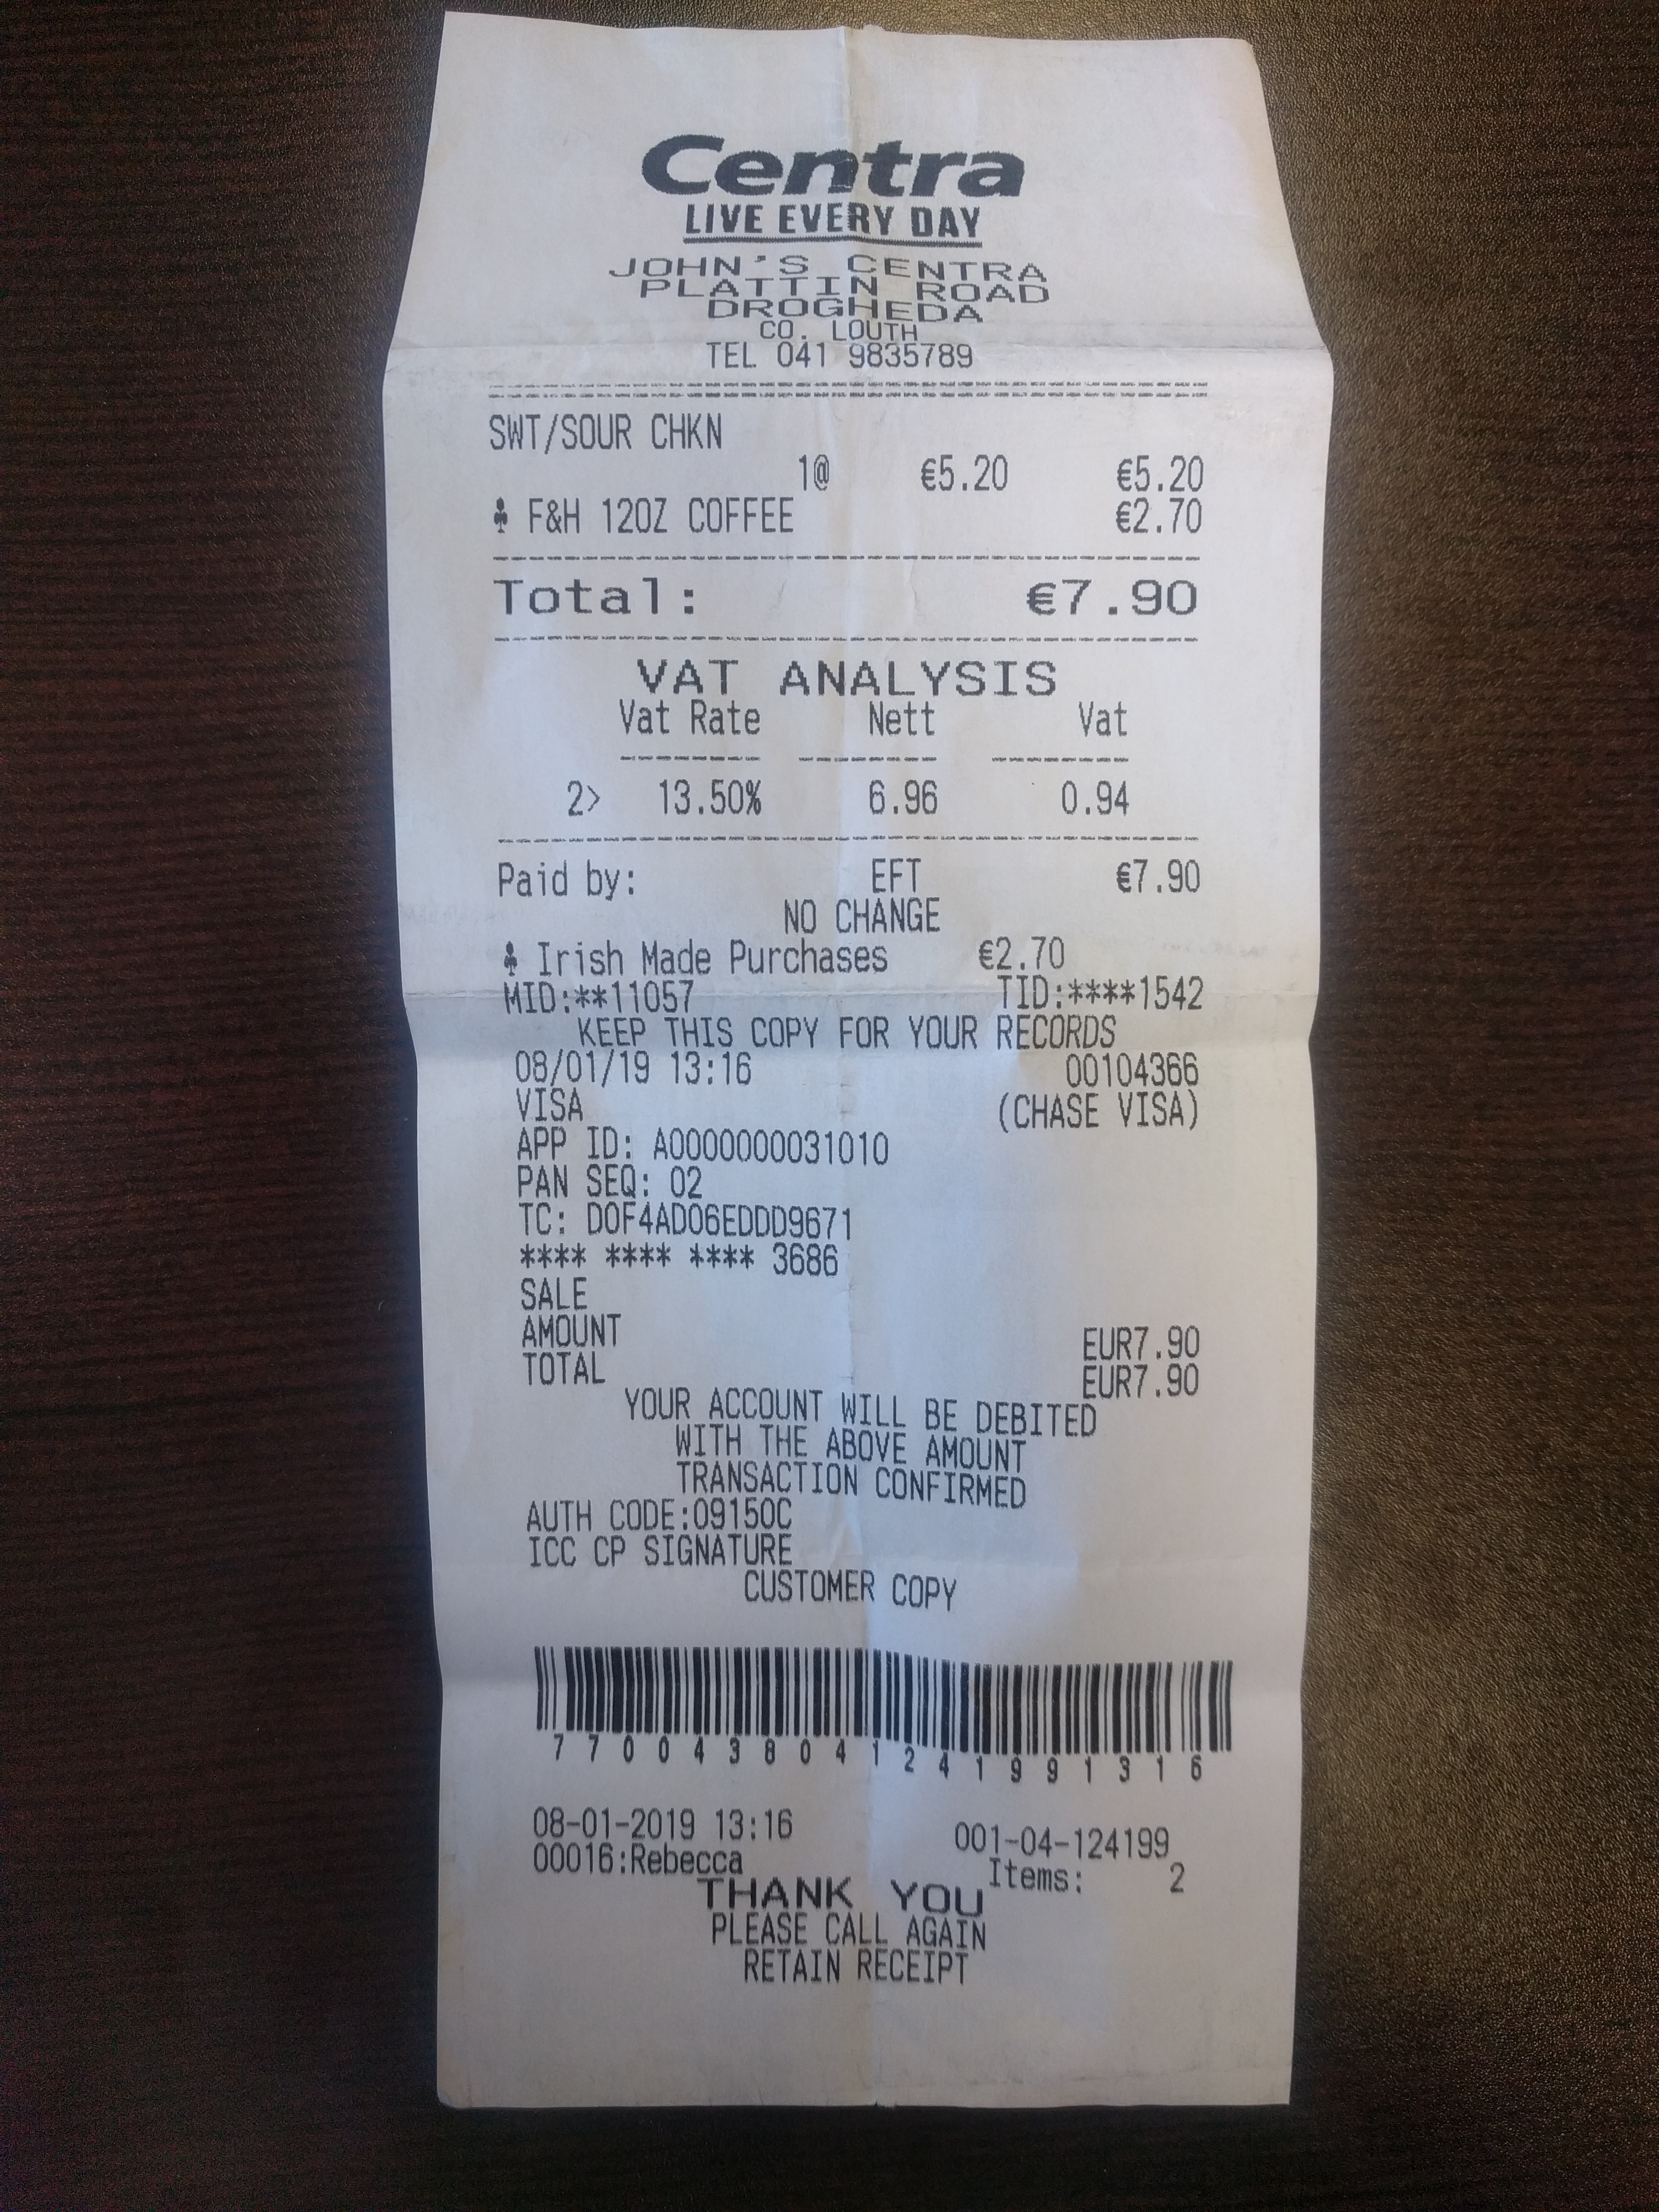 Centra
LIVE EVERY DAY
JOHN'S CENTRA
PLATTIN ROAD
DROGHEDA
CO. LOUTH
TEL 041 9835789
SWT/SOUR CHKN
1@ €5.20 €5.20
♣ F&H 12OZ COFFEE €2.70
Total: €7.90
VAT ANALYSIS
Vat Rate Nett Vat
2> 13.50% 6.96 0.94
Paid by: EFT €7.90
NO CHANGE
♣ Irish Made Purchases €2.70
MID:**11057 TID:****1542
KEEP THIS COPY FOR YOUR RECORDS
08/01/19 13:16 00104366
VISA (CHASE VISA)
APP ID: A0000000031010
PAN SEQ: 02
TC: D0F4AD06EDDD9671
**** **** **** 3686
SALE
AMOUNT EUR7.90
TOTAL EUR7.90
YOUR ACCOUNT WILL BE DEBITED
WITH THE ABOVE AMOUNT
TRANSACTION CONFIRMED
AUTH CODE:09150C
ICC CP SIGNATURE
CUSTOMER COPY
7700438041241991316
08-01-2019 13:16 001-04-124199
00016:Rebecca Items: 2
THANK YOU
PLEASE CALL AGAIN
RETAIN RECEIPT